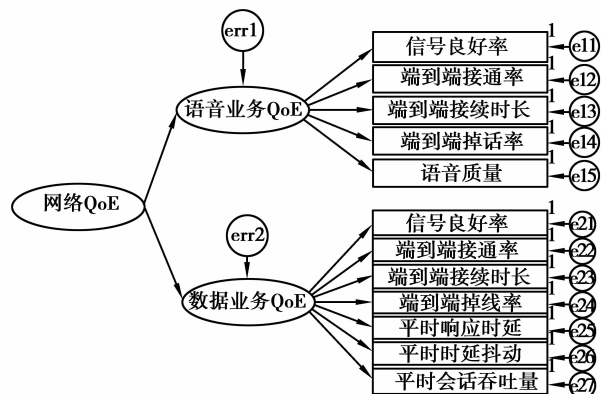 err1
语音业务QoE
1
信号良好率
e11
1
端到端接通率
e12
1
端到端接续时长
e13
1
端到端掉话率
e14
1
语音质量
e15
网络QoE
err2
数据业务QoE
1
信号良好率
e21
1
端到端接通率
e22
1
端到端接续时长
e23
1
端到端掉线率
e24
1
平时响应时延
e25
1
平时时延抖动
e26
1
平时会话吞吐量
e27